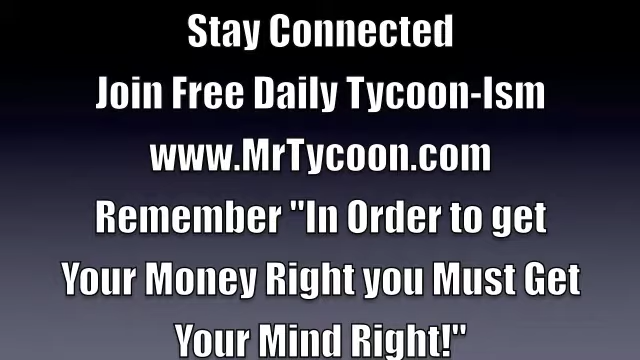 Stay Connected
Join Free Daily Tycoon-Ism
www.MrTycoon.com
Remember "In Order to get
Your Money Right you Must Get
Your Mind Right!"